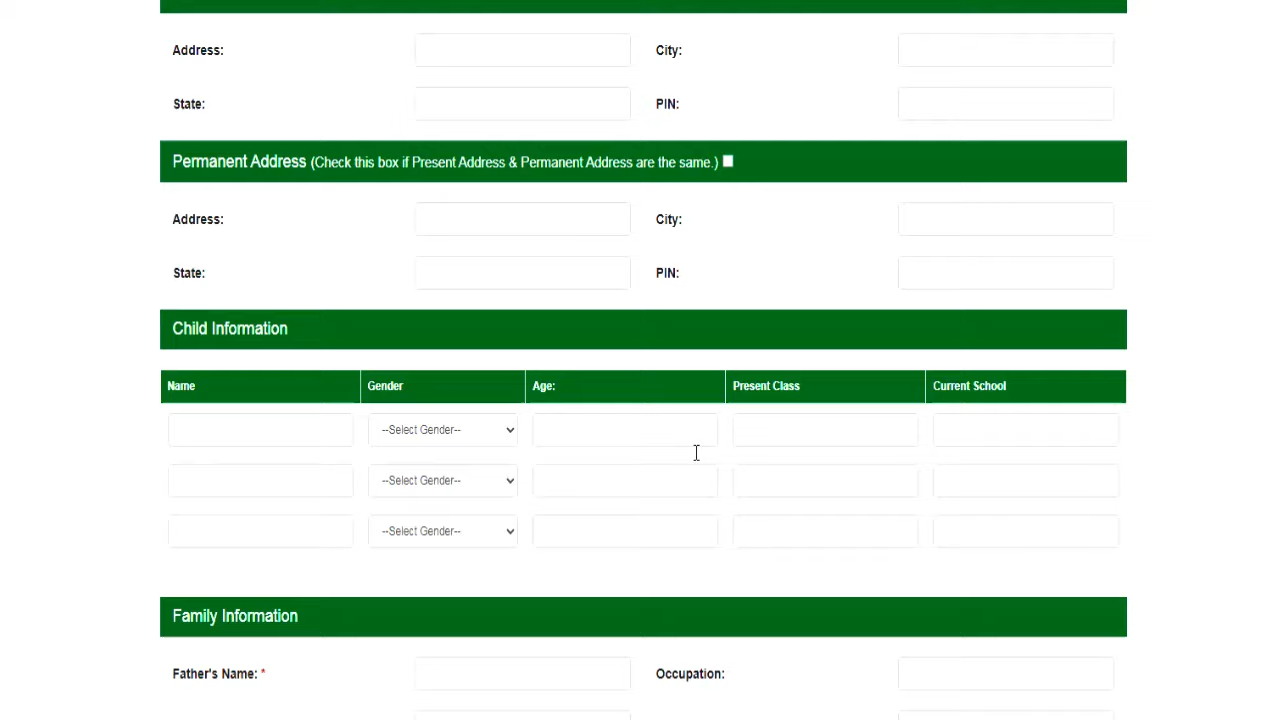 Address: City:
State: PIN:
Permanent Address (Check this box if Present Address & Permanent Address are the same.)
Address: City:
State: PIN:
Child Information
Name Gender Age: Present Class Current School
--Select Gender--
--Select Gender--
--Select Gender--
Family Information
Father's Name: * Occupation: